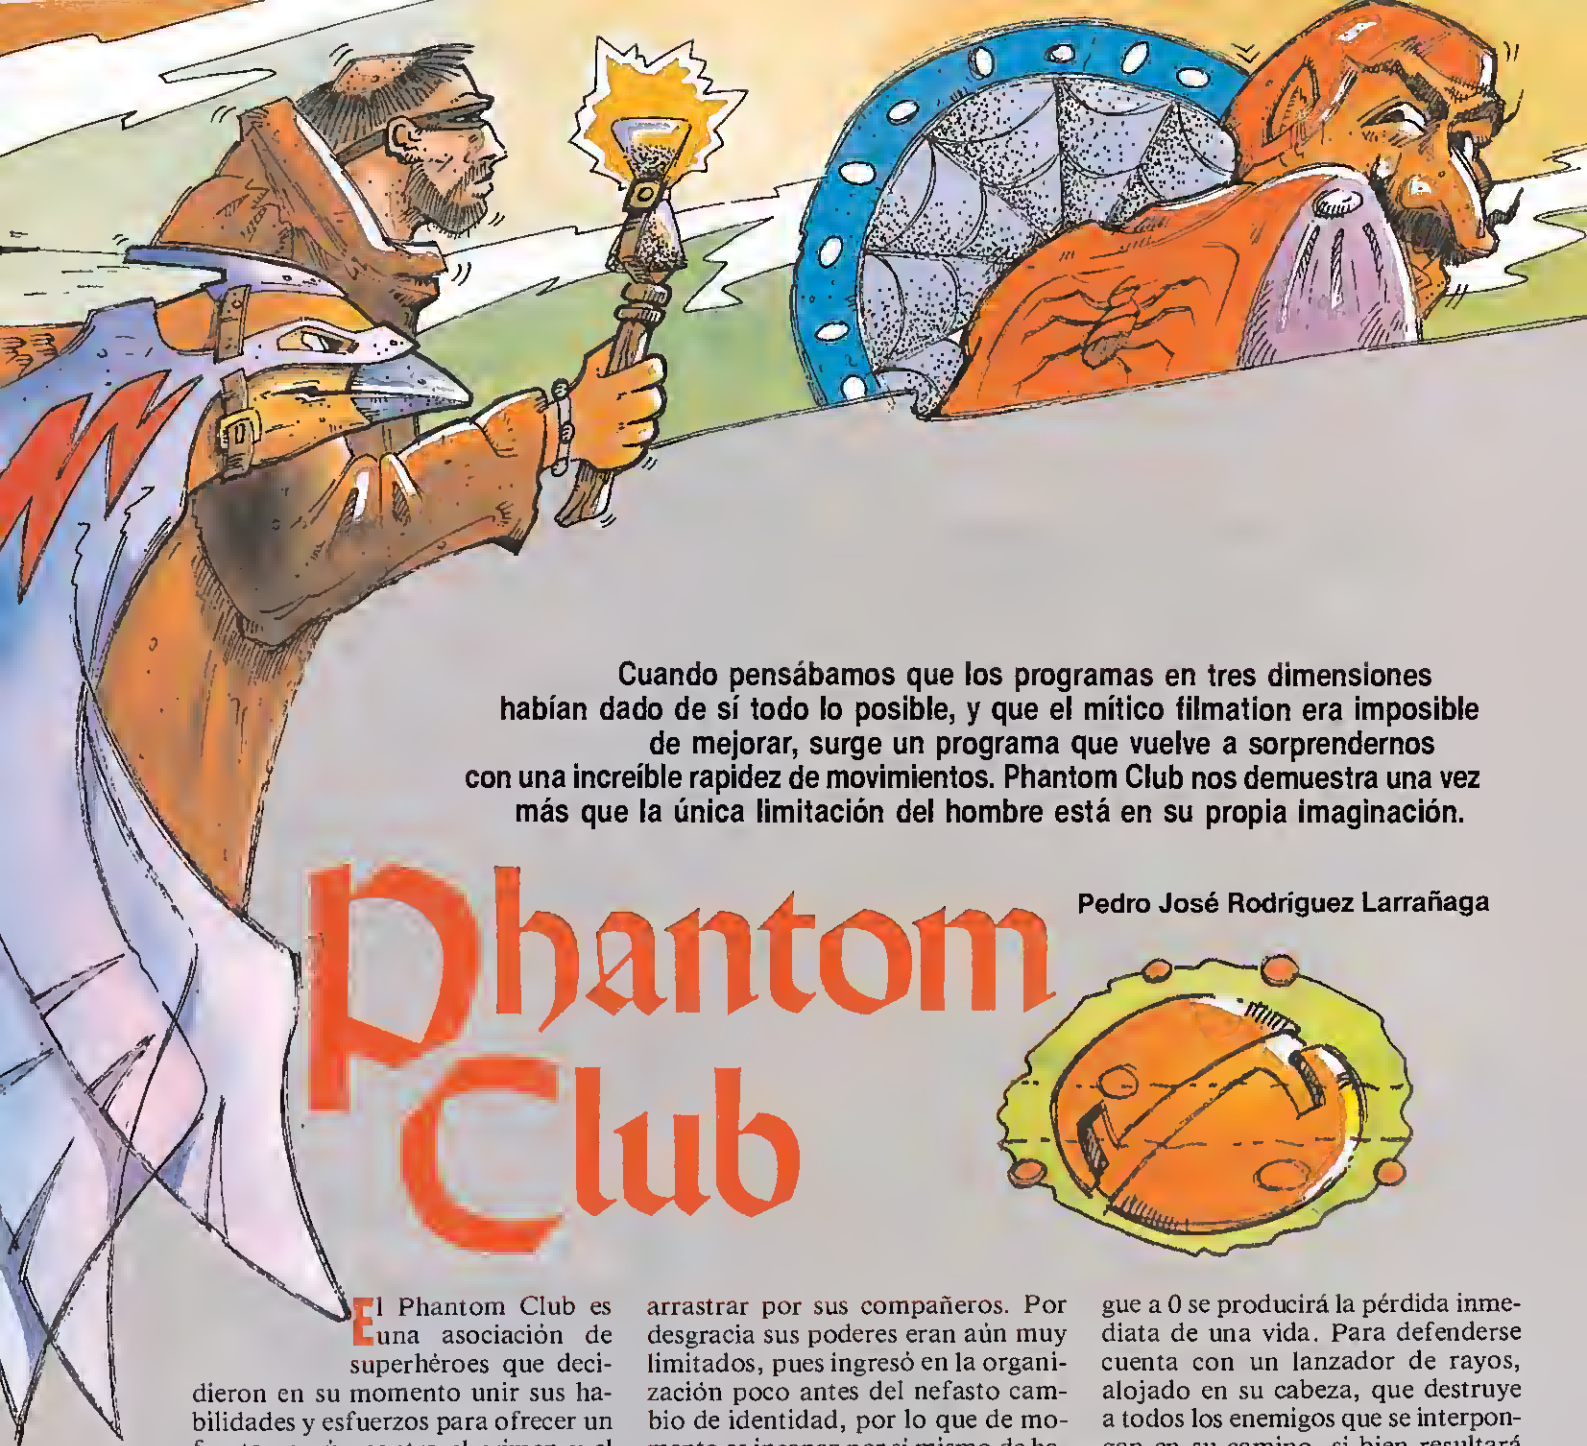 Cuando pensábamos que los programas en tres dimensiones
habían dado de sí todo lo posible, y que el mítico filmation era imposible
de mejorar, surge un programa que vuelve a sorprendernos
con una increíble rapidez de movimientos. Phantom Club nos demuestra una vez
más que la única limitación del hombre está en su propia imaginación.
Phantom
Club
Pedro José Rodríguez Larrañaga
El Phantom Club es
una asociación de
superhéroes que deci-
dieron en su momento unir sus ha-
bilidades y esfuerzos para ofrecer un
arrastrar por sus compañeros. Por
desgracia sus poderes eran aún muy
limitados, pues ingresó en la organi-
zación poco antes del nefasto cam-
bio de identidad, por lo que de mo-
gue a 0 se producirá la pérdida inme-
diata de una vida. Para defenderse
cuenta con un lanzador de rayos,
alojado en su cabeza, que destruye
a todos los enemigos que se interpon-
gan en su camino, si bien resultará